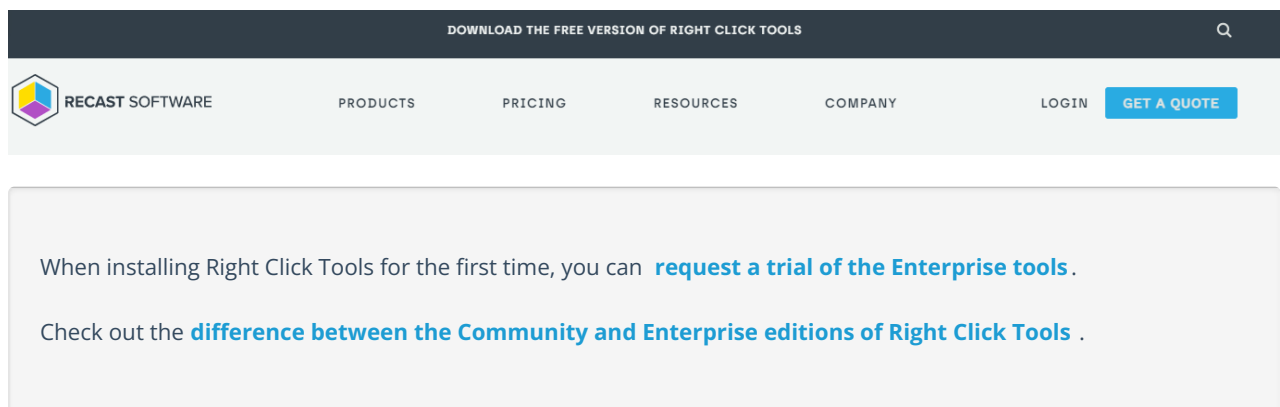 DOWNLOAD THE FREE VERSION OF RIGHT CLICK TOOLS
RECAST SOFTWARE PRODUCTS PRICING RESOURCES COMPANY LOGIN GET A QUOTE
When installing Right Click Tools for the first time, you can request a trial of the Enterprise tools.
Check out the difference between the Community and Enterprise editions of Right Click Tools .